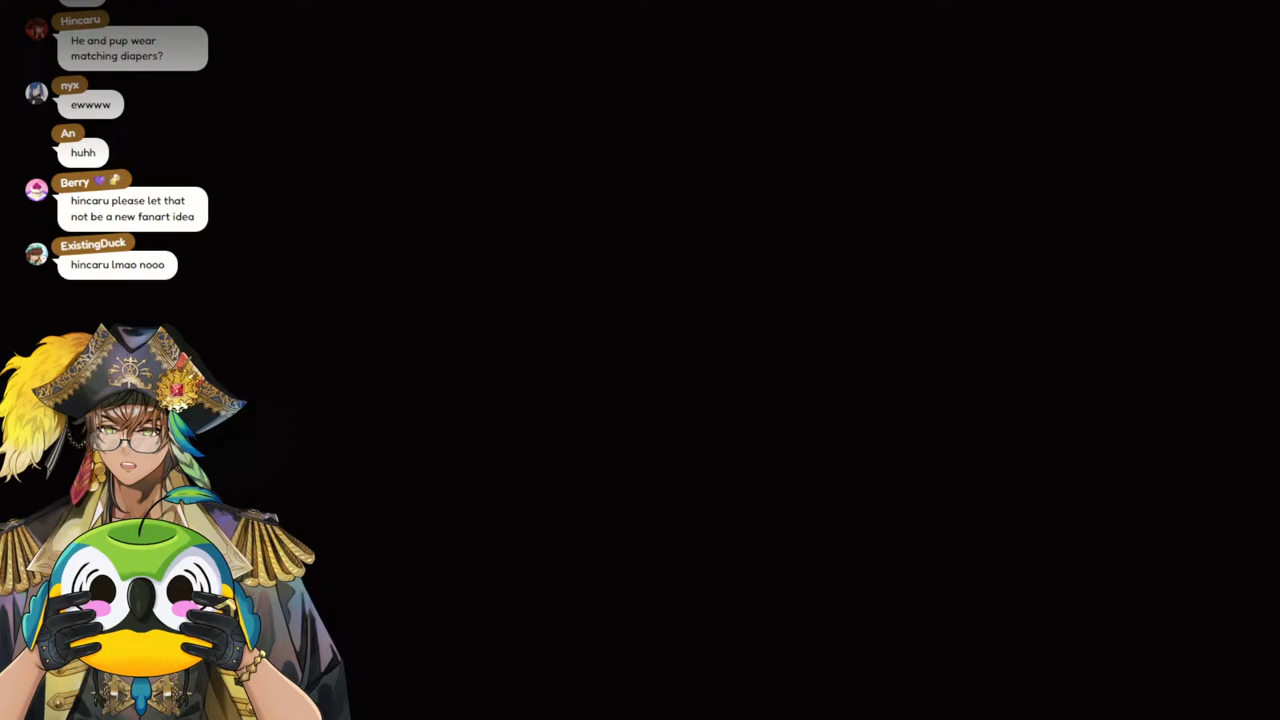 Hincaru
He and pup wear
matching diapers?
nyx
ewwww
An
huhh
Berry 💜
hincaru please let that
not be a new fanart idea
ExistingDuck
hincaru lmao nooo